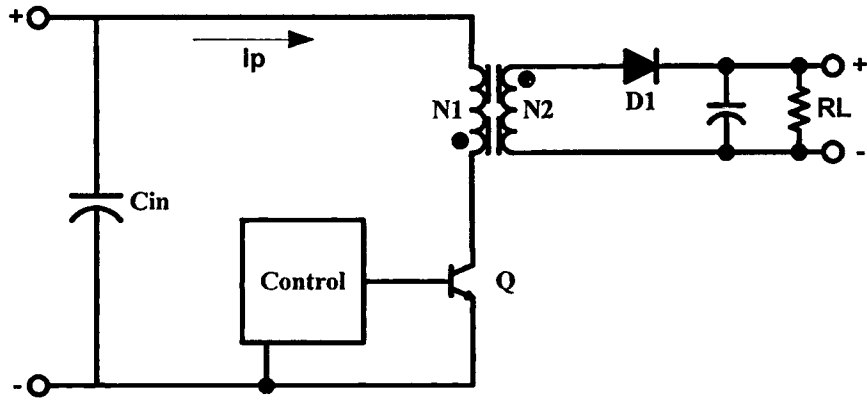 +
Ip
N1
N2
D1
+
RL
-
Cin
Control
Q
-